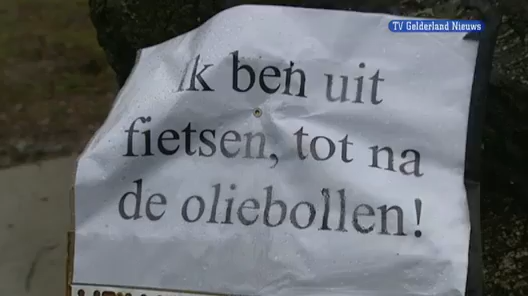 TV Gelderland Nieuws
Ik ben uit
fietsen, tot na
de oliebollen!